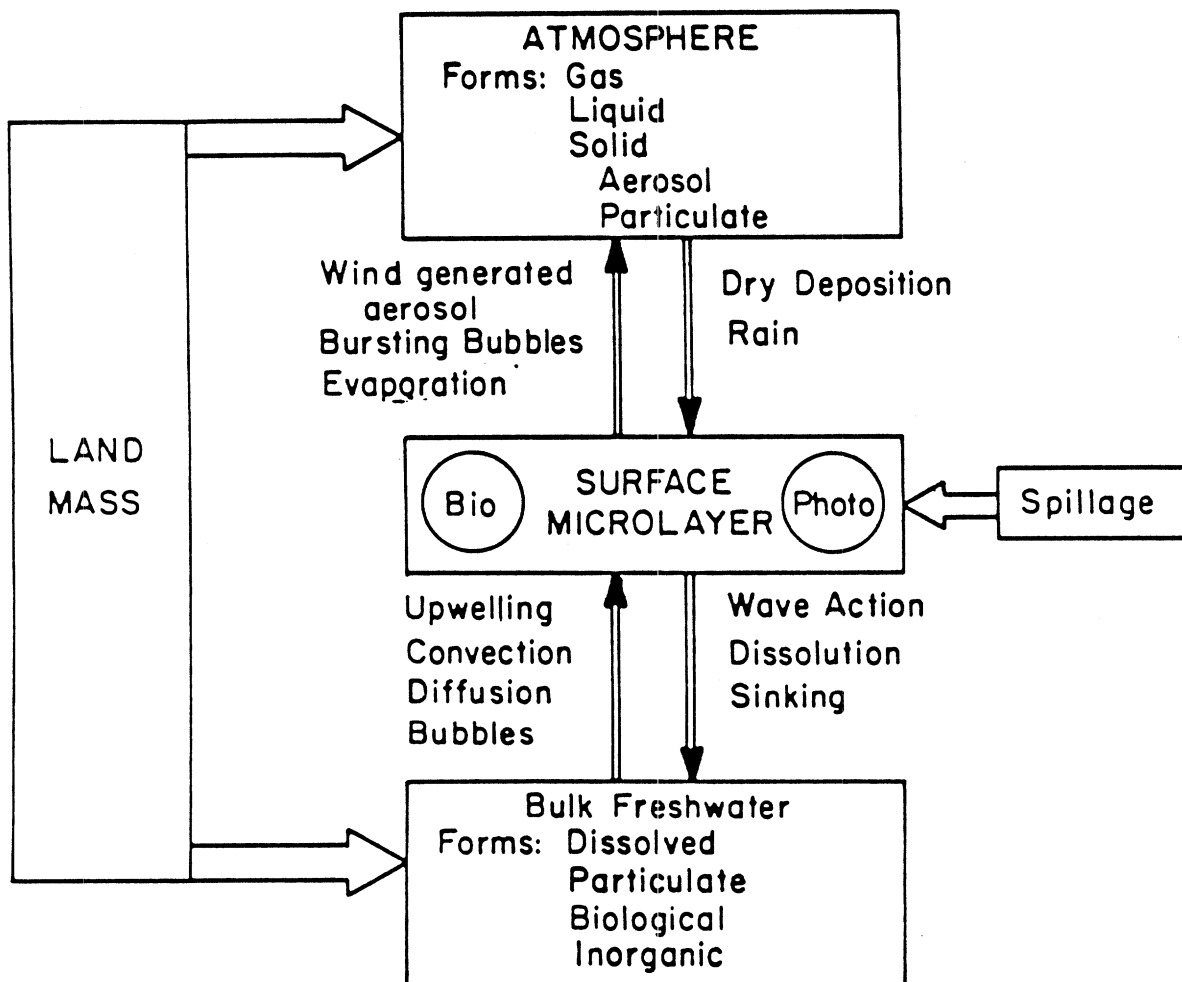 ATMOSPHERE
Forms: Gas
Liquid
Solid
Aerosol
Particulate
Wind generated
aerosol
Bursting Bubbles
Evaporation
Dry Deposition
Rain
LAND
MASS
Bio
SURFACE
MICROLAYER
Photo
Spillage
Upwelling
Convection
Diffusion
Bubbles
Wave Action
Dissolution
Sinking
Bulk Freshwater
Forms: Dissolved
Particulate
Biological
Inorganic